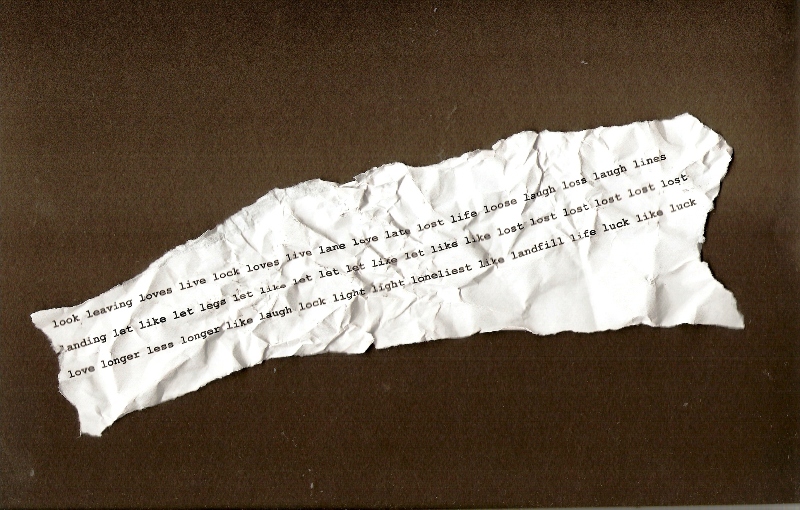 look leaving loves live lock loves live lane love late lost life loose laugh loss laugh lines
landing let like let legs let like let let let like let like like lost lost lost lost lost lost
love longer less longer like laugh lock light light loneliest like landfill life luck like luck